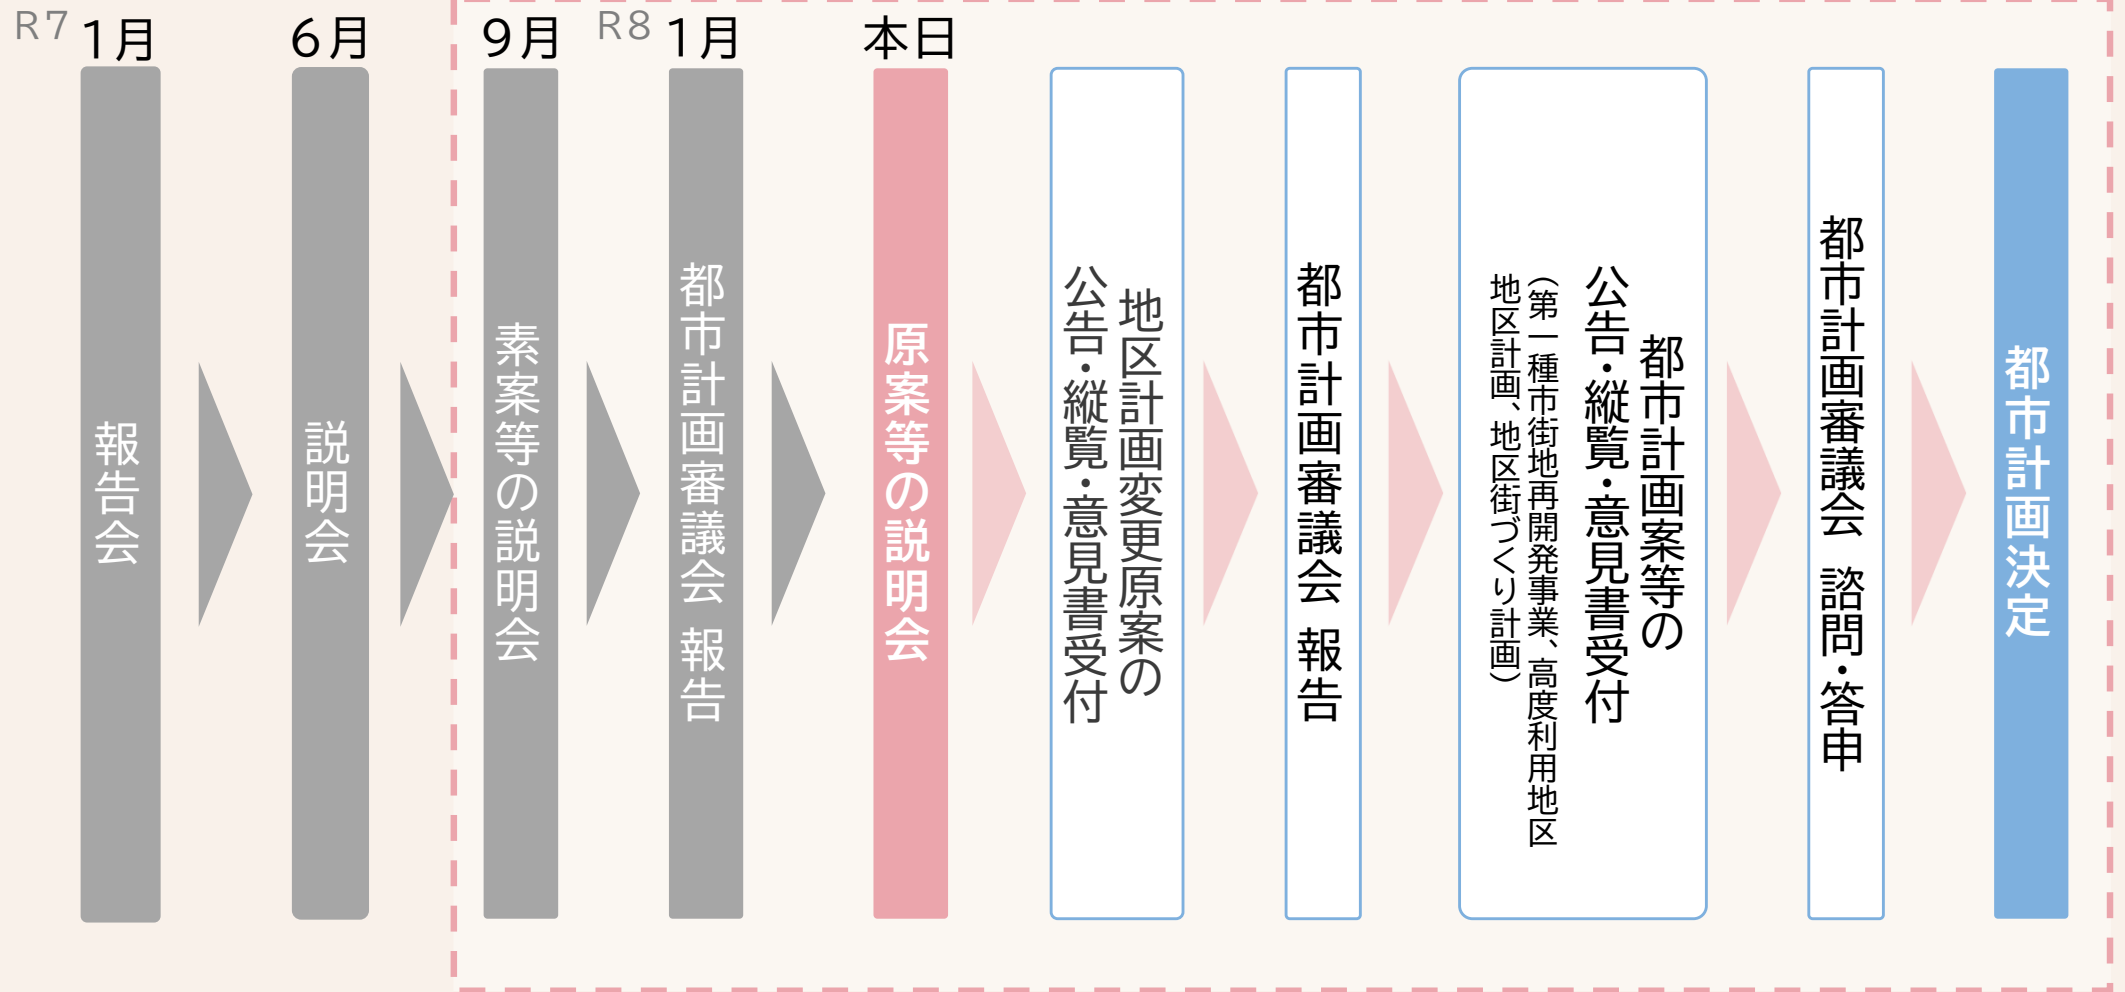 R7
1月
6月
9月
R8
1月
本日
報告会
説明会
素案等の説明会
都市計画審議会 報告
原案等の説明会
地区計画変更原案の
公告・縦覧・意見書受付
都市計画審議会 報告
都市計画案等の
公告・縦覧・意見書受付
（第一種市街地再開発事業、高度利用地区
地区計画、地区街づくり計画）
都市計画審議会 諮問・答申
都市計画決定